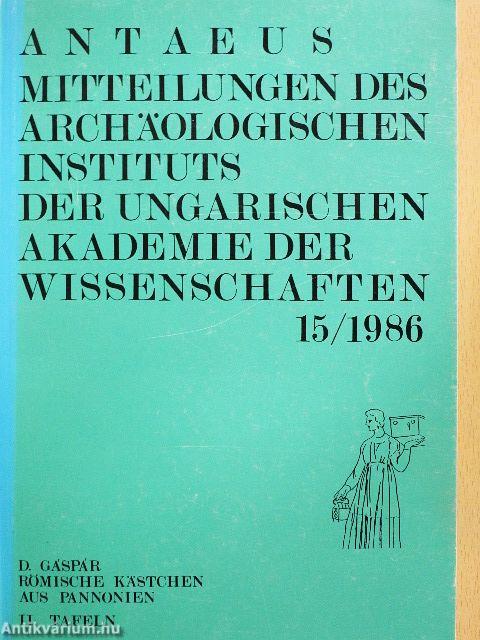 ANTAEUS
MITTEILUNGEN DES
ARCHÄOLOGISCHEN
INSTITUTS
DER UNGARISCHEN
AKADEMIE DER
WISSENSCHAFTEN
15/1986
D. GÁSPÁR
RÖMISCHE KÄSTCHEN
AUS PANNONIEN
II. TAFELN
Antikvarium.hu